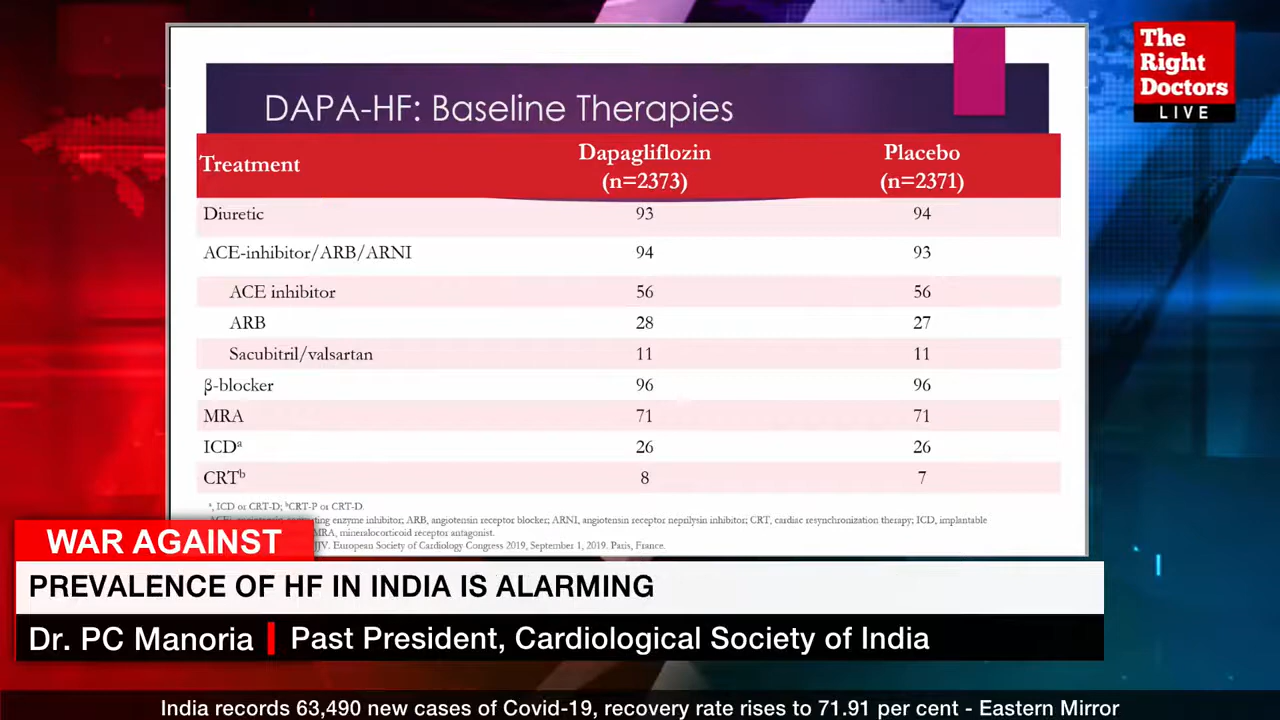 The
Right
Doctors
LIVE
DAPA-HF: Baseline Therapies
Treatment Dapagliflozin (n=2373) Placebo (n=2371)
Diuretic 93 94
ACE-inhibitor/ARB/ARNI 94 93
ACE inhibitor 56 56
ARB 28 27
Sacubitril/valsartan 11 11
β-blocker 96 96
MRA 71 71
ICDᵃ 26 26
CRTᵇ 8 7
ᵃ, ICD or CRT-D; ᵇCRT-P or CRT-D.
enzyme inhibitor; ARB, angiotensin receptor blocker; ARNI, angiotensin receptor neprilysin inhibitor; CRT, cardiac resynchronization therapy; ICD, implantable
MRA, mineralocorticoid receptor antagonist.
European Society of Cardiology Congress 2019, September 1, 2019. Paris, France.
WAR AGAINST
PREVALENCE OF HF IN INDIA IS ALARMING
Dr. PC Manoria | Past President, Cardiological Society of India
India records 63,490 new cases of Covid-19, recovery rate rises to 71.91 per cent - Eastern Mirror